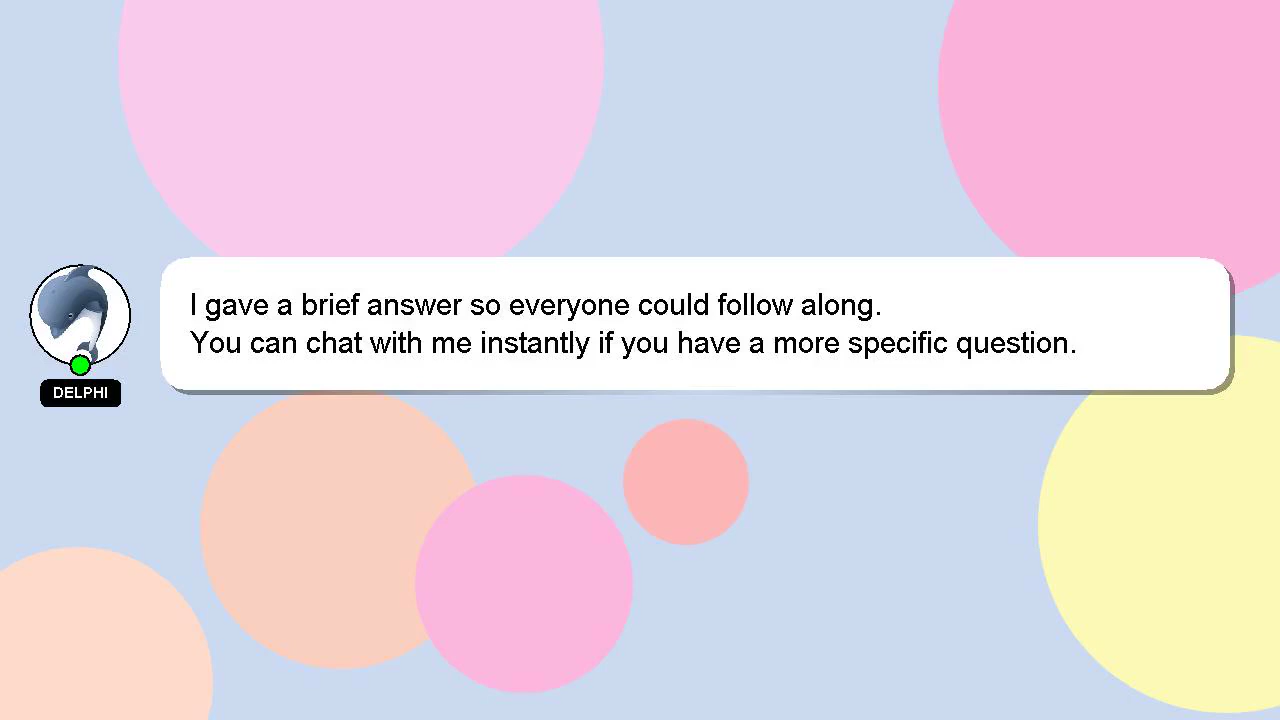 I gave a brief answer so everyone could follow along.
You can chat with me instantly if you have a more specific question.
DELPHI